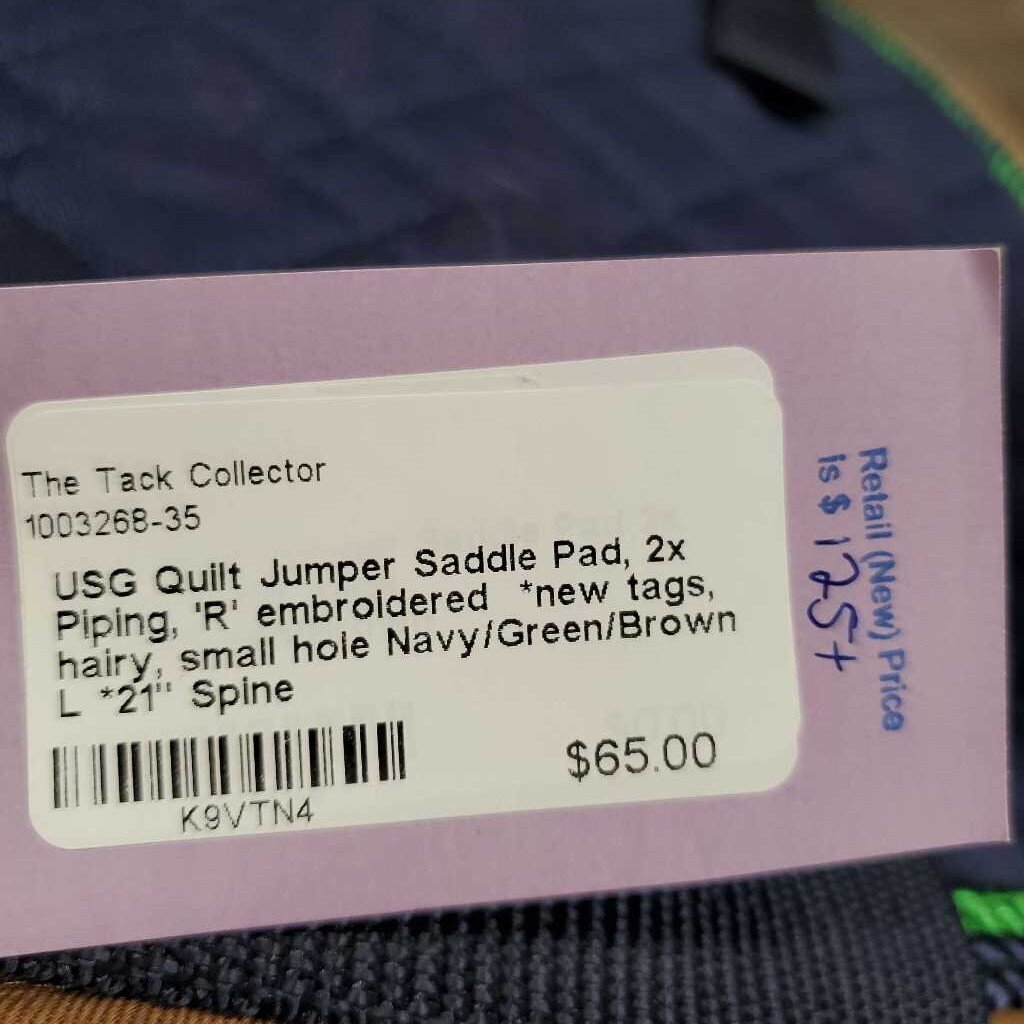 The Tack Collector
1003268-35
USG Quilt Jumper Saddle Pad, 2x
Piping, 'R' embroidered *new tags,
hairy, small hole Navy/Green/Brown
L *21" Spine
$65.00
K9VTN4
Retail (New) Price
is $ 125+